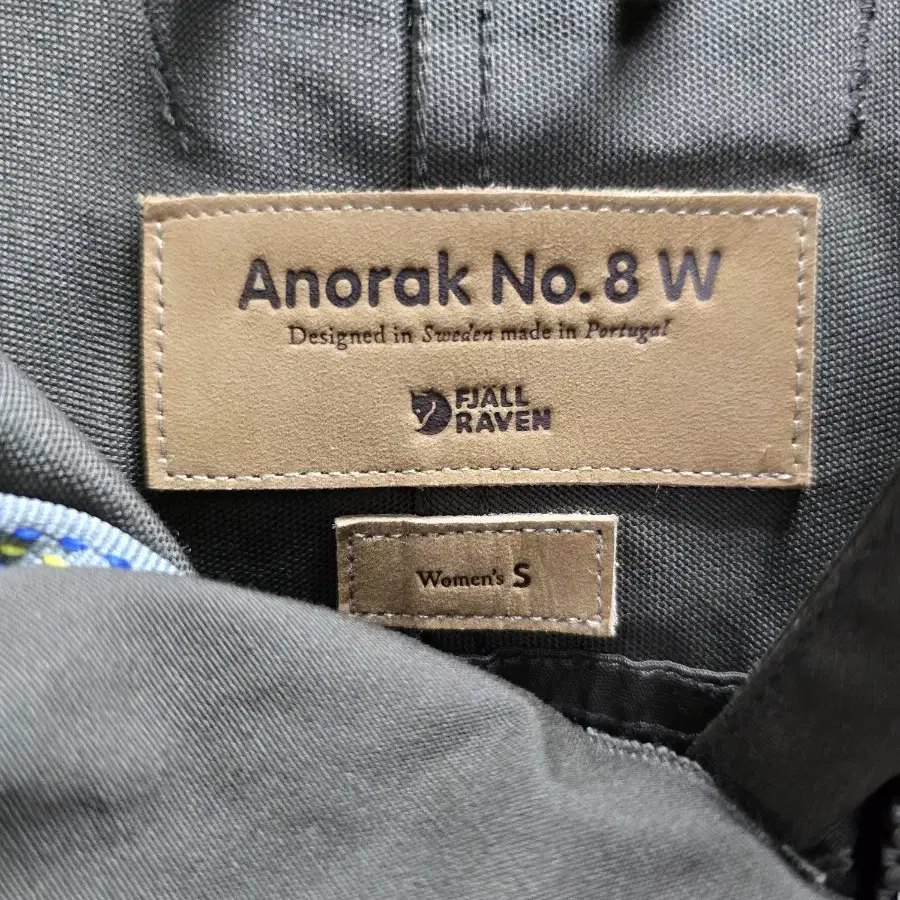 Anorak No. 8 W
Designed in Sweden made in Portugal
FJÄLL
RÄVEN
Women's S